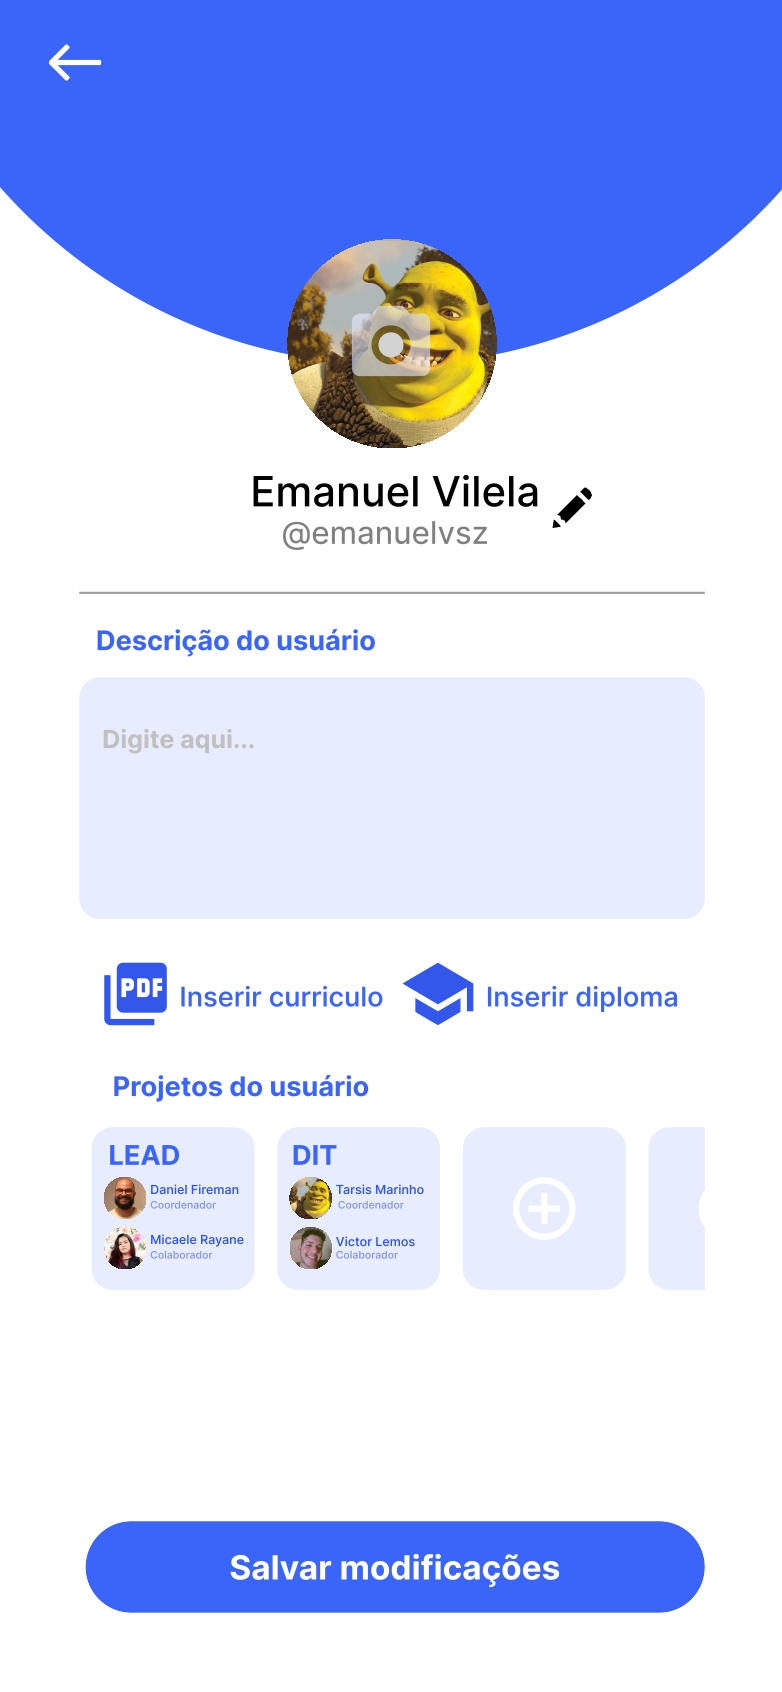 Emanuel Vilela
@emanuelvsz
Descrição do usuário
Digite aqui...
PDF Inserir curriculo
Inserir diploma
Projetos do usuário
LEAD
Daniel Fireman
Coordenador
Micaele Rayane
Colaborador
DIT
Tarsis Marinho
Coordenador
Victor Lemos
Colaborador
Salvar modificações